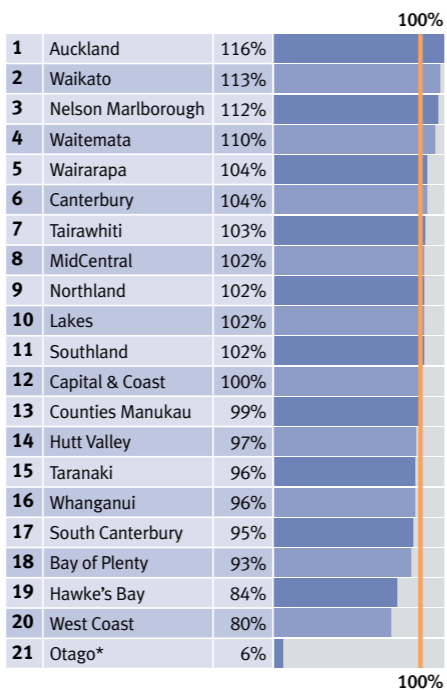 100%
1 Auckland 116%
2 Waikato 113%
3 Nelson Marlborough 112%
4 Waitemata 110%
5 Wairarapa 104%
6 Canterbury 104%
7 Tairawhiti 103%
8 MidCentral 102%
9 Northland 102%
10 Lakes 102%
11 Southland 102%
12 Capital & Coast 100%
13 Counties Manukau 99%
14 Hutt Valley 97%
15 Taranaki 96%
16 Whanganui 96%
17 South Canterbury 95%
18 Bay of Plenty 93%
19 Hawke's Bay 84%
20 West Coast 80%
21 Otago* 6%
100%